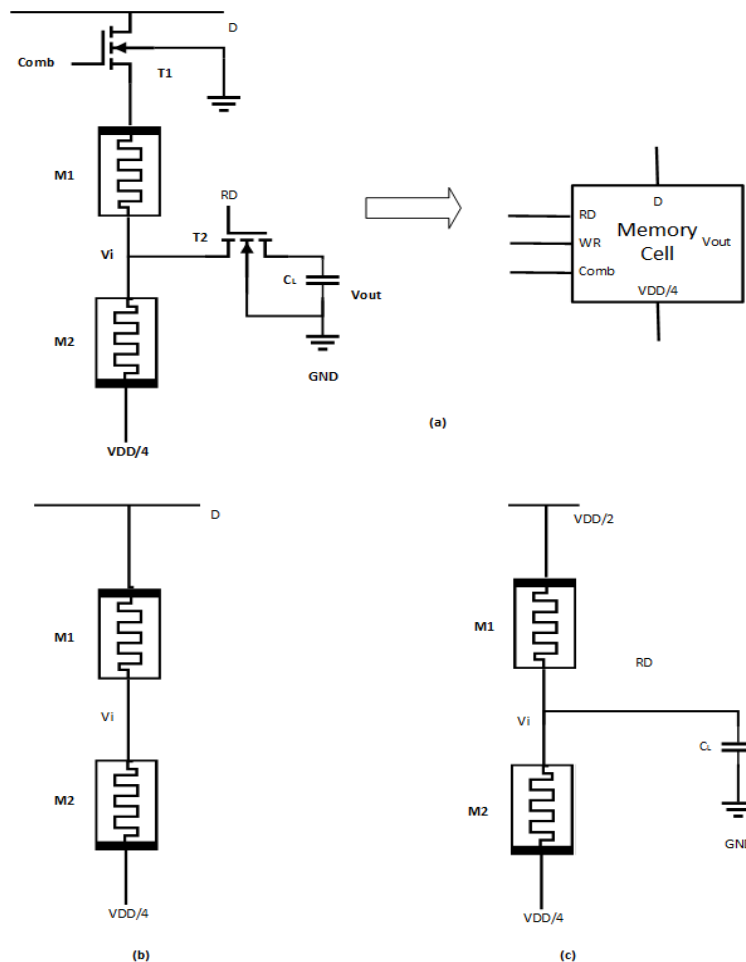 D
Comb
T1
M1
RD
T2
Vi
CL
Vout
M2
GND
VDD/4
D
RD
WR
Memory
Cell
Vout
Comb
VDD/4
(a)
D
M1
Vi
M2
VDD/4
(b)
VDD/2
M1
RD
Vi
CL
M2
GND
VDD/4
(c)